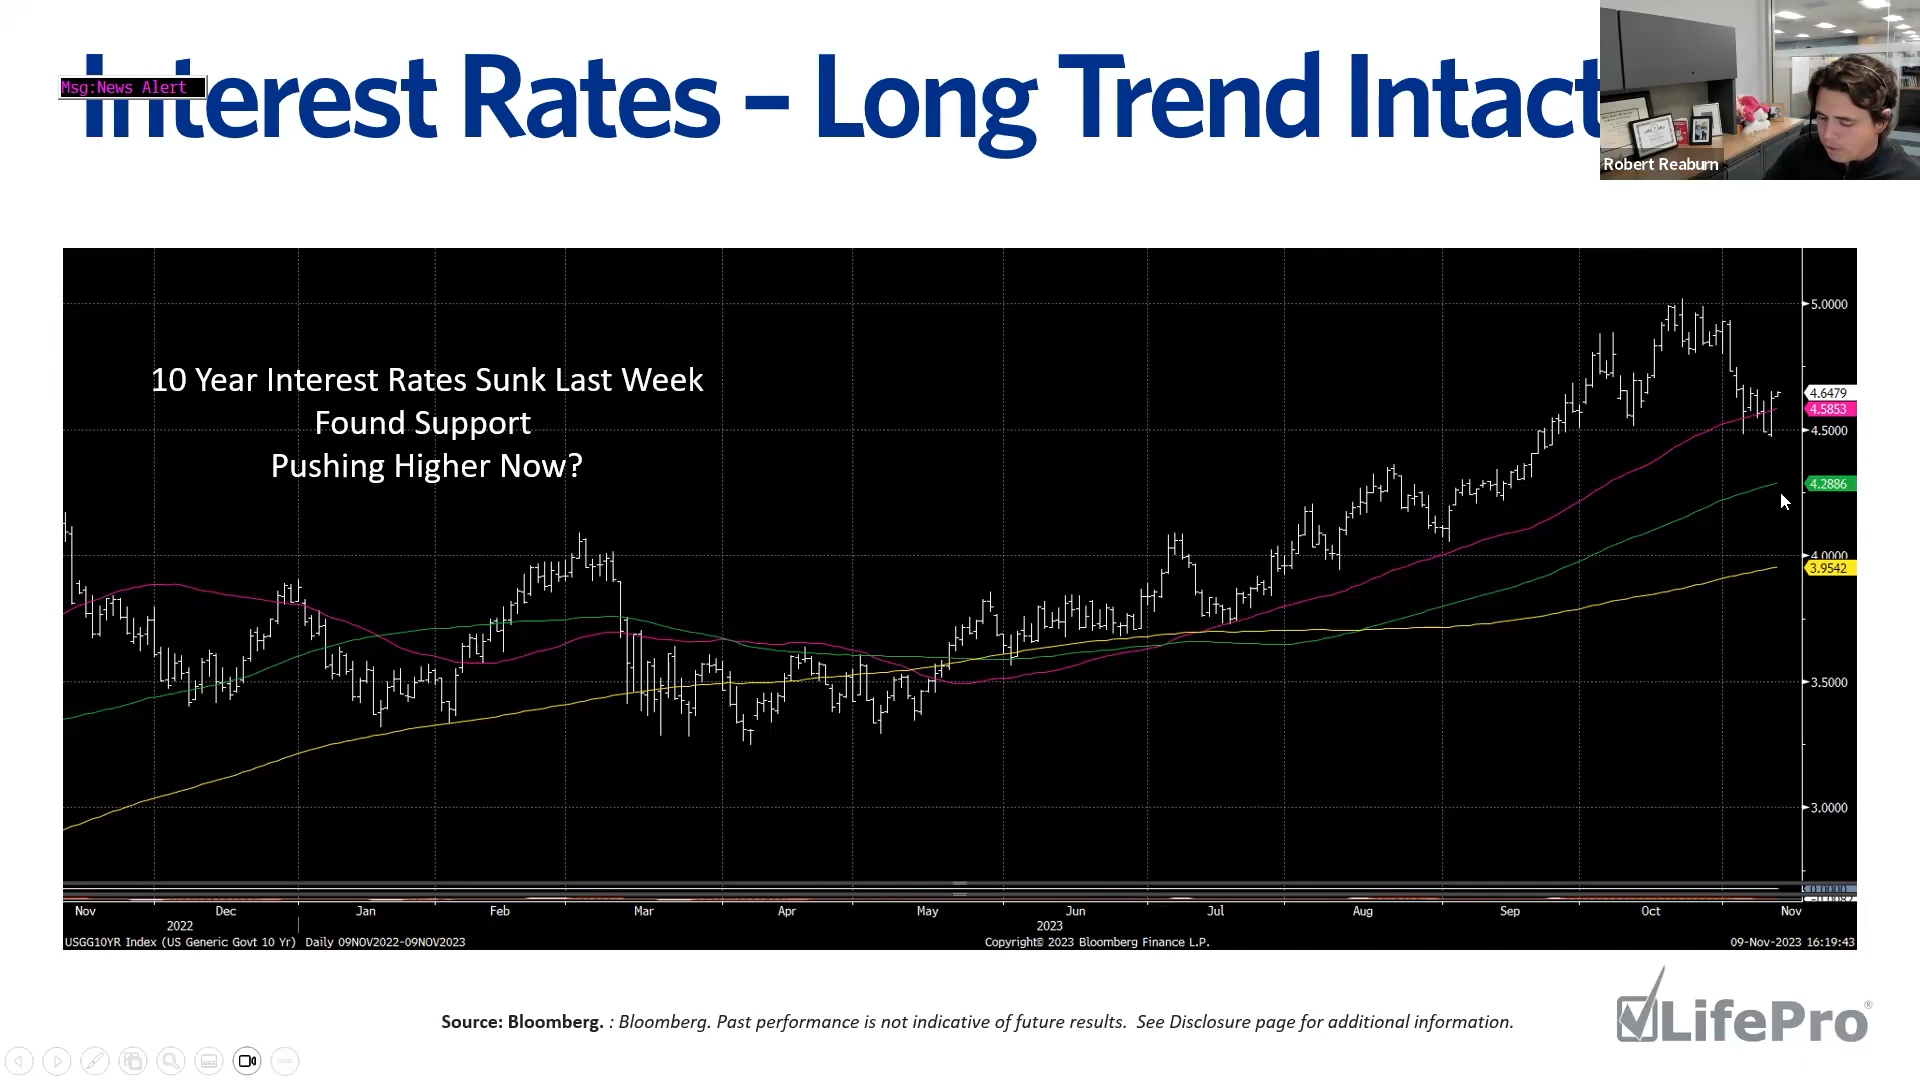 Interest Rates – Long Trend Intact
Msg:News Alert
Robert Reaburn
10 Year Interest Rates Sunk Last Week
Found Support
Pushing Higher Now?
5.0000
4.6479
4.5853
4.5000
4.2886
4.0000
3.9542
3.5000
3.0000
0.0000
Nov Dec Jan Feb Mar Apr May Jun Jul Aug Sep Oct Nov
2022 2023
USGG10YR Index (US Generic Govt 10 Yr) Daily 09NOV2022-09NOV2023 Copyright© 2023 Bloomberg Finance L.P. 09-Nov-2023 16:19:43
Source: Bloomberg. : Bloomberg. Past performance is not indicative of future results. See Disclosure page for additional information.
LifePro®